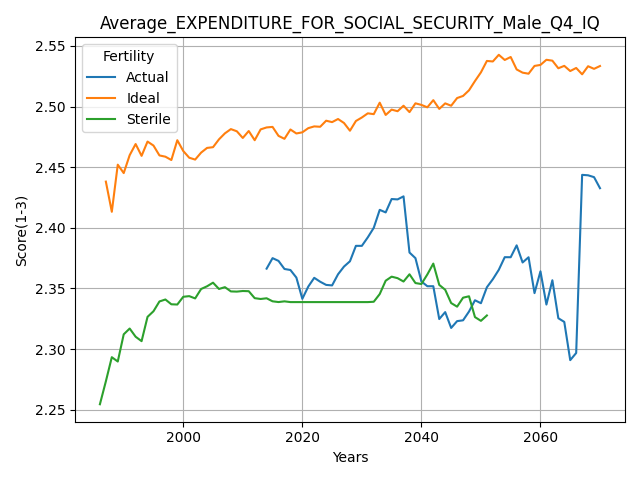 Average_EXPENDITURE_FOR_SOCIAL_SECURITY_Male_Q4_IQ
Fertility
Actual
Ideal
Sterile
Score(1-3)
2.55
2.50
2.45
2.40
2.35
2.30
2.25
2000
2020
2040
2060
Years